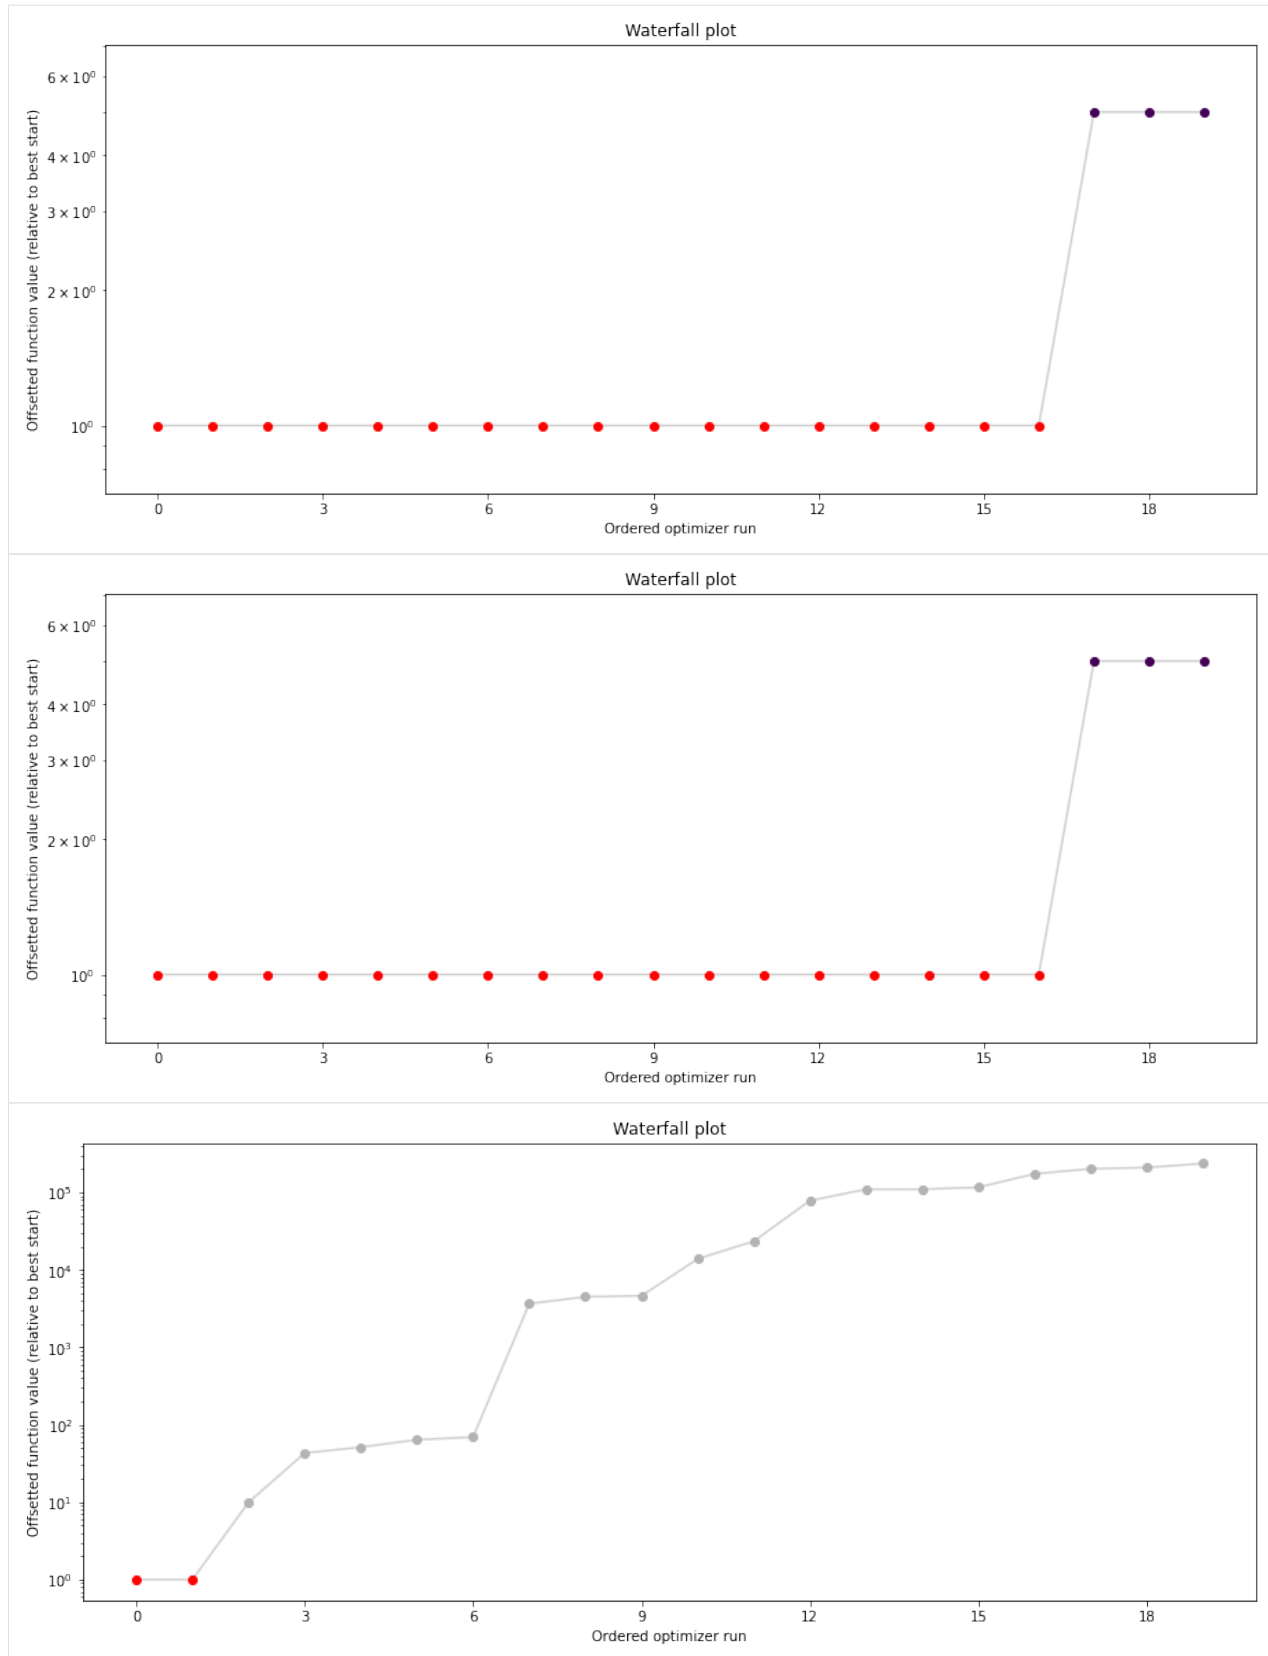 Waterfall plot
Offsetted function value (relative to best start)
6 × 10⁰
4 × 10⁰
3 × 10⁰
2 × 10⁰
10⁰
0 3 6 9 12 15 18
Ordered optimizer run
Waterfall plot
Offsetted function value (relative to best start)
6 × 10⁰
4 × 10⁰
3 × 10⁰
2 × 10⁰
10⁰
0 3 6 9 12 15 18
Ordered optimizer run
Waterfall plot
Offsetted function value (relative to best start)
10⁵
10⁴
10³
10²
10¹
10⁰
0 3 6 9 12 15 18
Ordered optimizer run